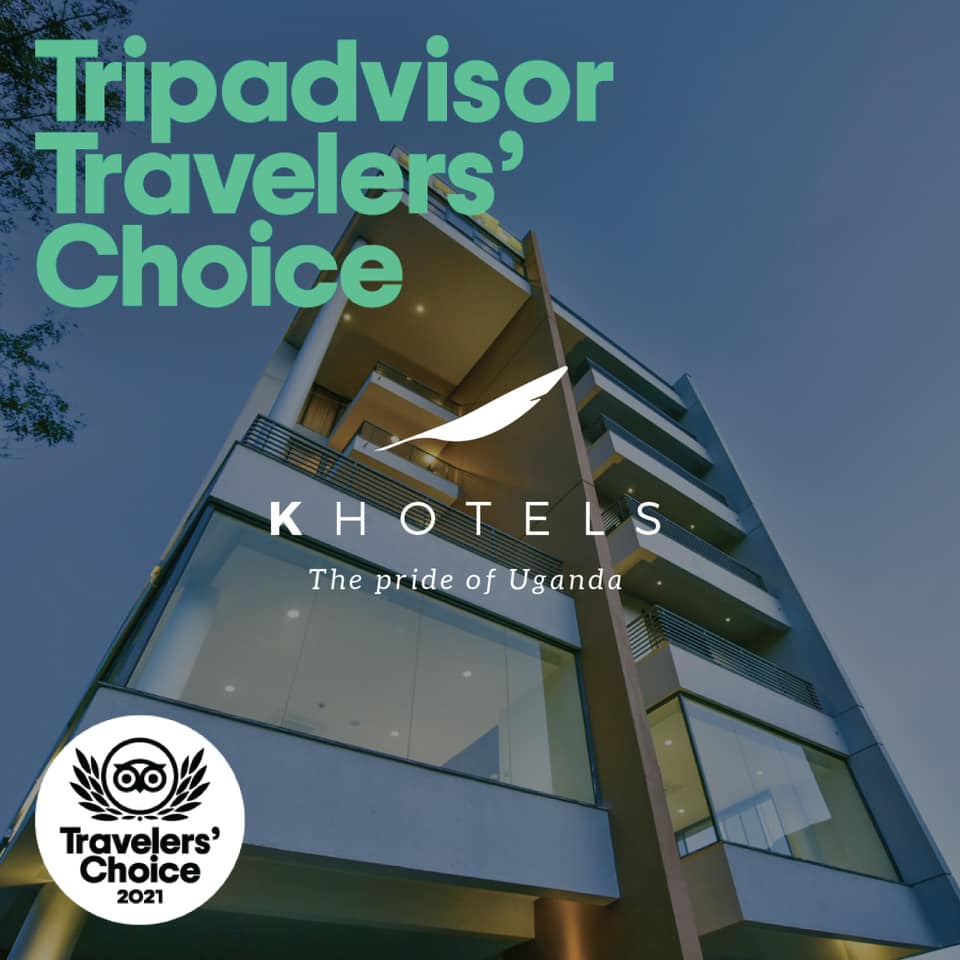 Tripadvisor
Travelers’
Choice
K HOTELS
The pride of Uganda
Travelers’
Choice
2021